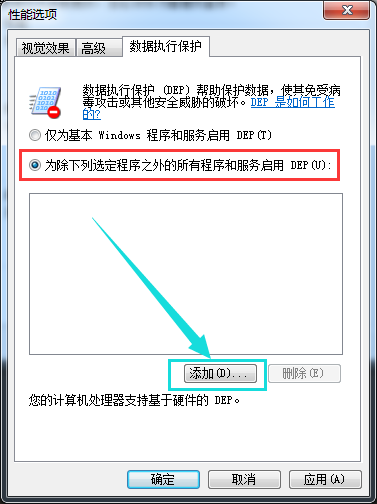 性能选项
视觉效果 高级 数据执行保护
数据执行保护 (DEP) 帮助保护数据，使其免受病
毒攻击或其他安全威胁的破坏。DEP 是如何工作
的?
仅为基本 Windows 程序和服务启用 DEP(T)
为除下列选定程序之外的所有程序和服务启用 DEP(U):
添加(D)... 删除(E)
您的计算机处理器支持基于硬件的 DEP。
确定 取消 应用(A)